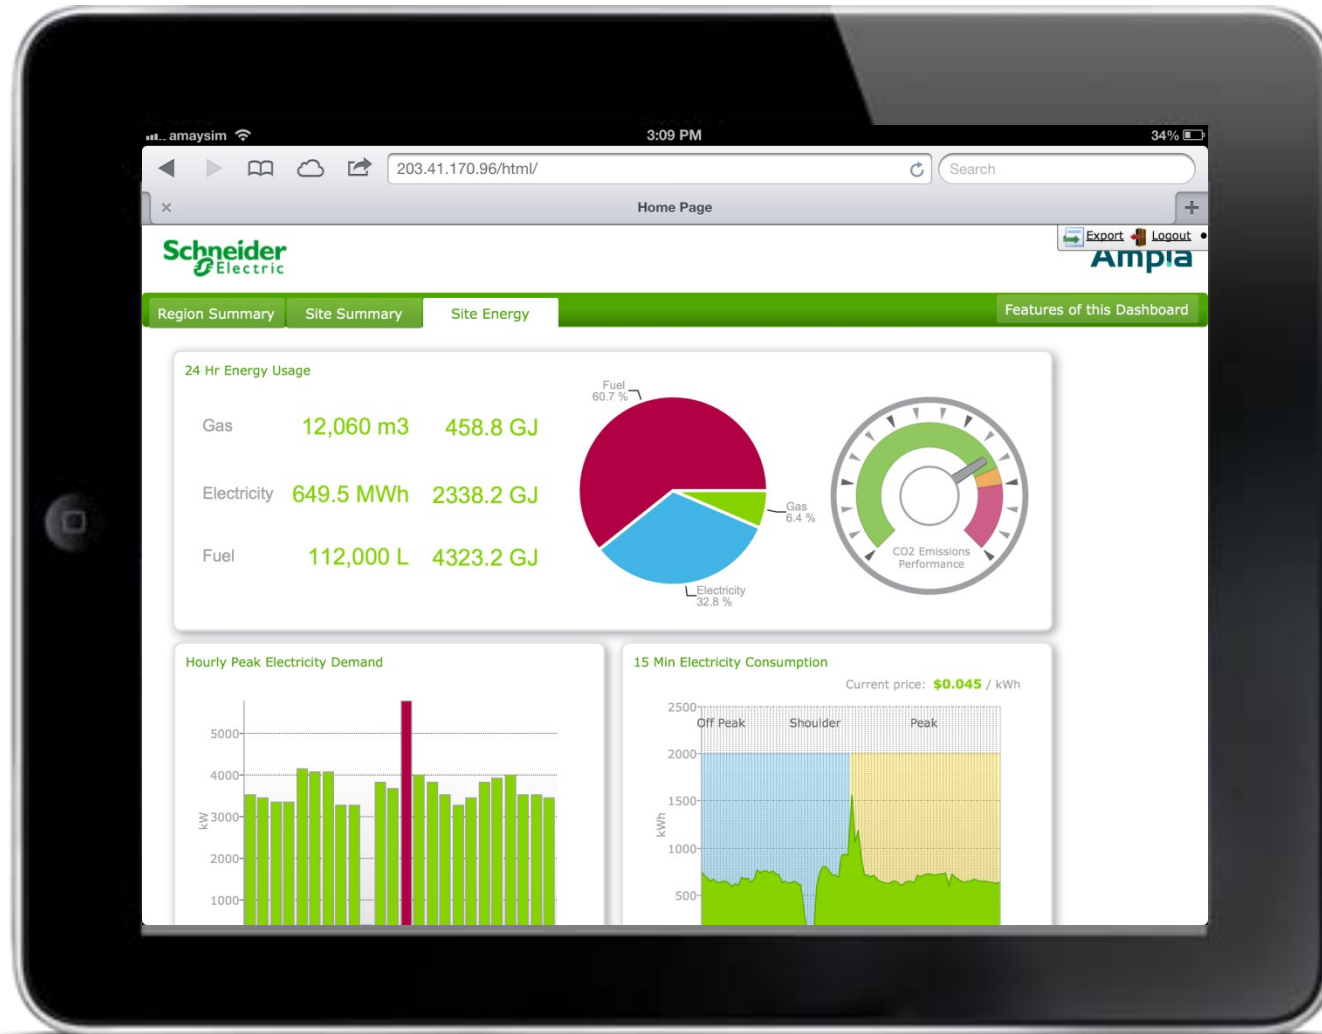 amaysim
3:09 PM
34%
203.41.170.96/html/
Search
Home Page
Export Logout
Schneider
Electric
Ampla
Region Summary Site Summary Site Energy Features of this Dashboard
24 Hr Energy Usage
Gas 12,060 m3 458.8 GJ
Electricity 649.5 MWh 2338.2 GJ
Fuel 112,000 L 4323.2 GJ
Fuel
60.7 %
Gas
6.4 %
Electricity
32.8 %
CO2 Emissions
Performance
Hourly Peak Electricity Demand
5000
4000
3000
2000
1000
kW
15 Min Electricity Consumption
Current price: $0.045 / kWh
Off Peak Shoulder Peak
2500
2000
1500
1000
500
kWh